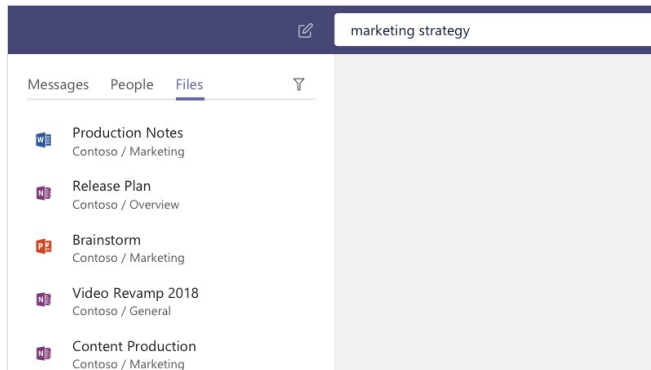 marketing strategy
Messages People Files
Production Notes
Contoso / Marketing
Release Plan
Contoso / Overview
Brainstorm
Contoso / Marketing
Video Revamp 2018
Contoso / General
Content Production
Contoso / Marketing